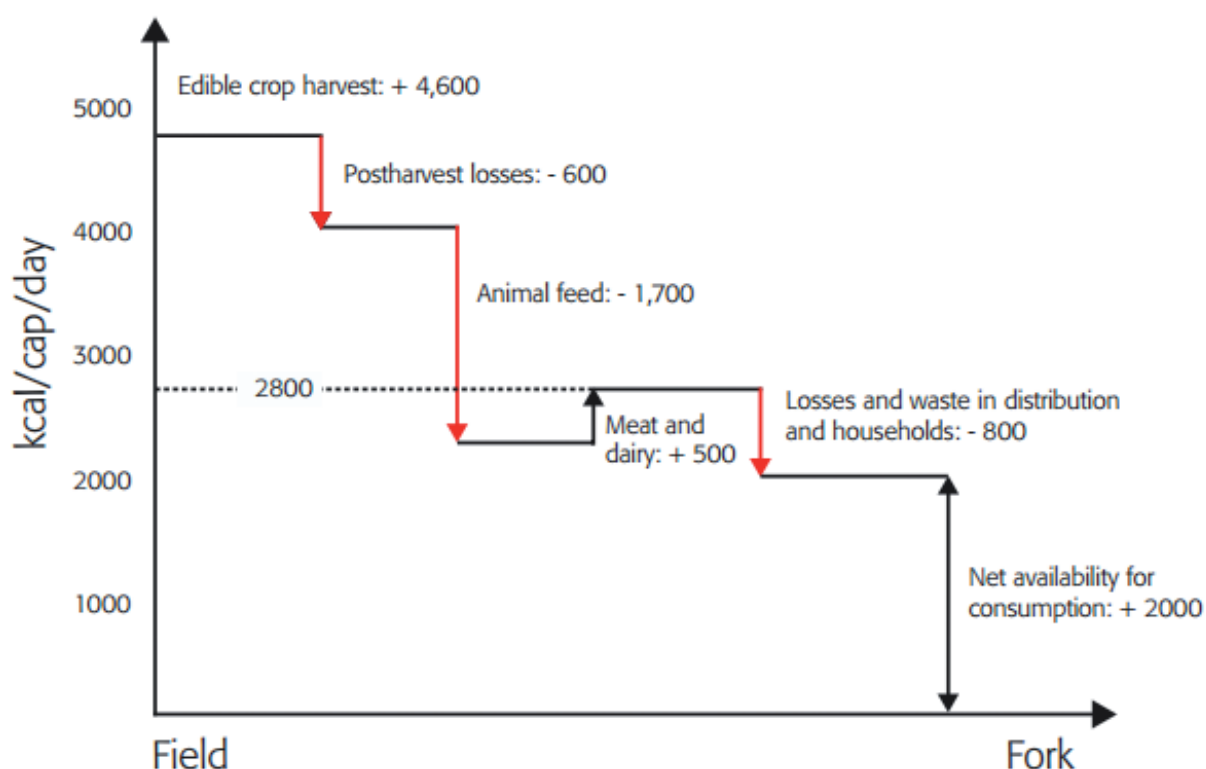 Edible crop harvest: + 4,600
5000
Postharvest losses: - 600
4000
Animal feed: - 1,700
kcal/cap/day
3000
2800
Losses and waste in distribution
and households: - 800
Meat and
dairy: + 500
2000
Net availability for
consumption: + 2000
1000
Field
Fork